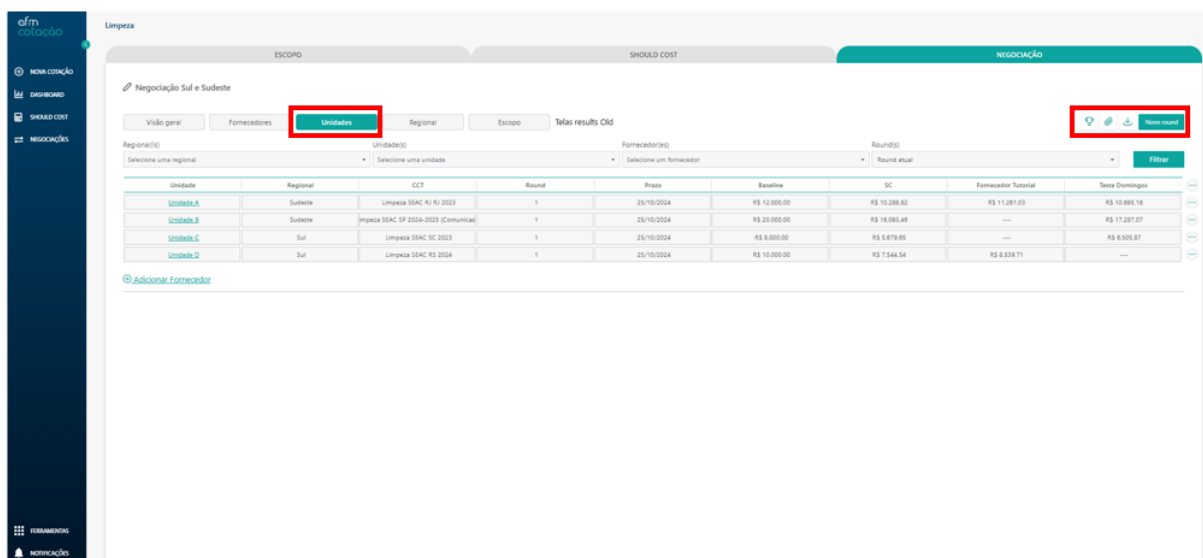 afm
cotação
NOVA COTAÇÃO
DASHBOARD
SHOULD COST
NEGOCIAÇÕES
FERRAMENTAS
NOTIFICAÇÕES
Limpeza
ESCOPO SHOULD COST NEGOCIAÇÃO
Negociação Sul e Sudeste
Visão geral Fornecedores Unidades Regional Escopo Telas results Old Novo round
Regional(is) Unidade(s) Fornecedor(es) Round(s)
Selecione uma regional Selecione uma unidade Selecione um fornecedor Round atual Filtrar
Unidade Regional CCT Round Prazo Baseline SC Fornecedor Tutorial Teste Domingos
Unidade A Sudeste Limpeza SEAC RJ RJ 2023 1 25/10/2024 R$ 12.000,00 R$ 10.288,82 R$ 11.261,03 R$ 10.695,18
Unidade B Sudeste impeza SEAC SP 2024-2025 (Comunicac 1 25/10/2024 R$ 20.000,00 R$ 16.093,46 --- R$ 17.287,07
Unidade C Sul Limpeza SEAC SC 2023 1 25/10/2024 R$ 8.000,00 R$ 5.679,85 --- R$ 6.505,87
Unidade D Sul Limpeza SEAC RS 2024 1 25/10/2024 R$ 10.000,00 R$ 7.544,54 R$ 8.539,71 ---
Adicionar Fornecedor